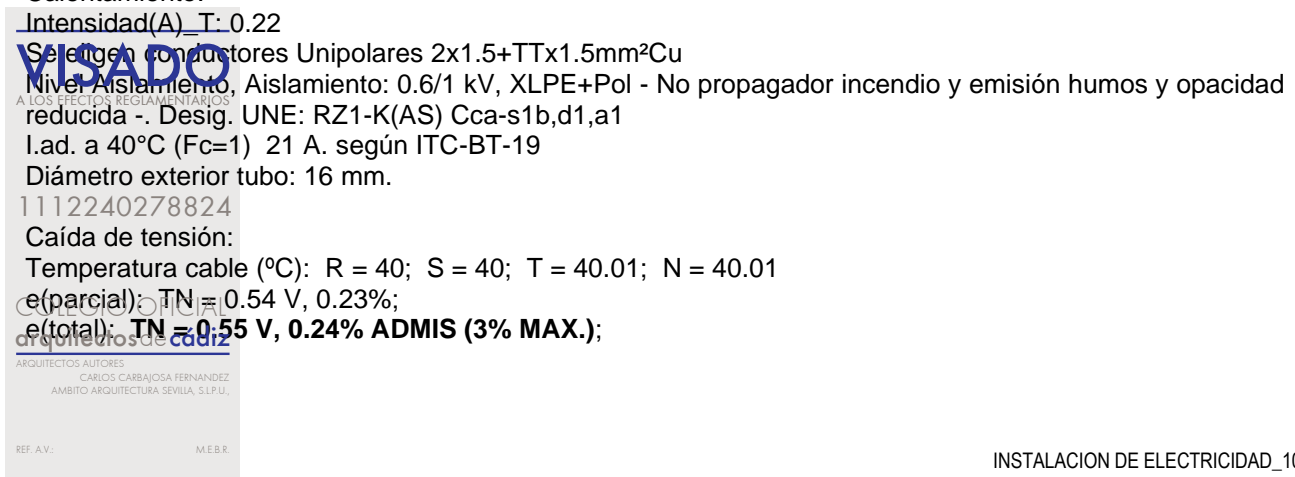 Calentamiento:
Intensidad(A)_T: 0.22
VISADO
Se eligen conductores Unipolares 2x1.5+TTx1.5mm²Cu
Nivel Aislamiento, Aislamiento: 0.6/1 kV, XLPE+Pol - No propagador incendio y emisión humos y opacidad
A LOS EFECTOS REGLAMENTARIOS
reducida -. Desig. UNE: RZ1-K(AS) Cca-s1b,d1,a1
I.ad. a 40°C (Fc=1) 21 A. según ITC-BT-19
Diámetro exterior tubo: 16 mm.
1112240278824
Caída de tensión:
Temperatura cable (ºC): R = 40; S = 40; T = 40.01; N = 40.01
e(parcial): TN = 0.54 V, 0.23%;
COLEGIO OFICIAL
e(total): TN = 0.55 V, 0.24% ADMIS (3% MAX.);
arquitectos de cádiz
ARQUITECTOS AUTORES
CARLOS CARBAJOSA FERNANDEZ
AMBITO ARQUITECTURA SEVILLA, S.L.P.U.,
REF. A.V.: M.E.B.R.
INSTALACION DE ELECTRICIDAD_10